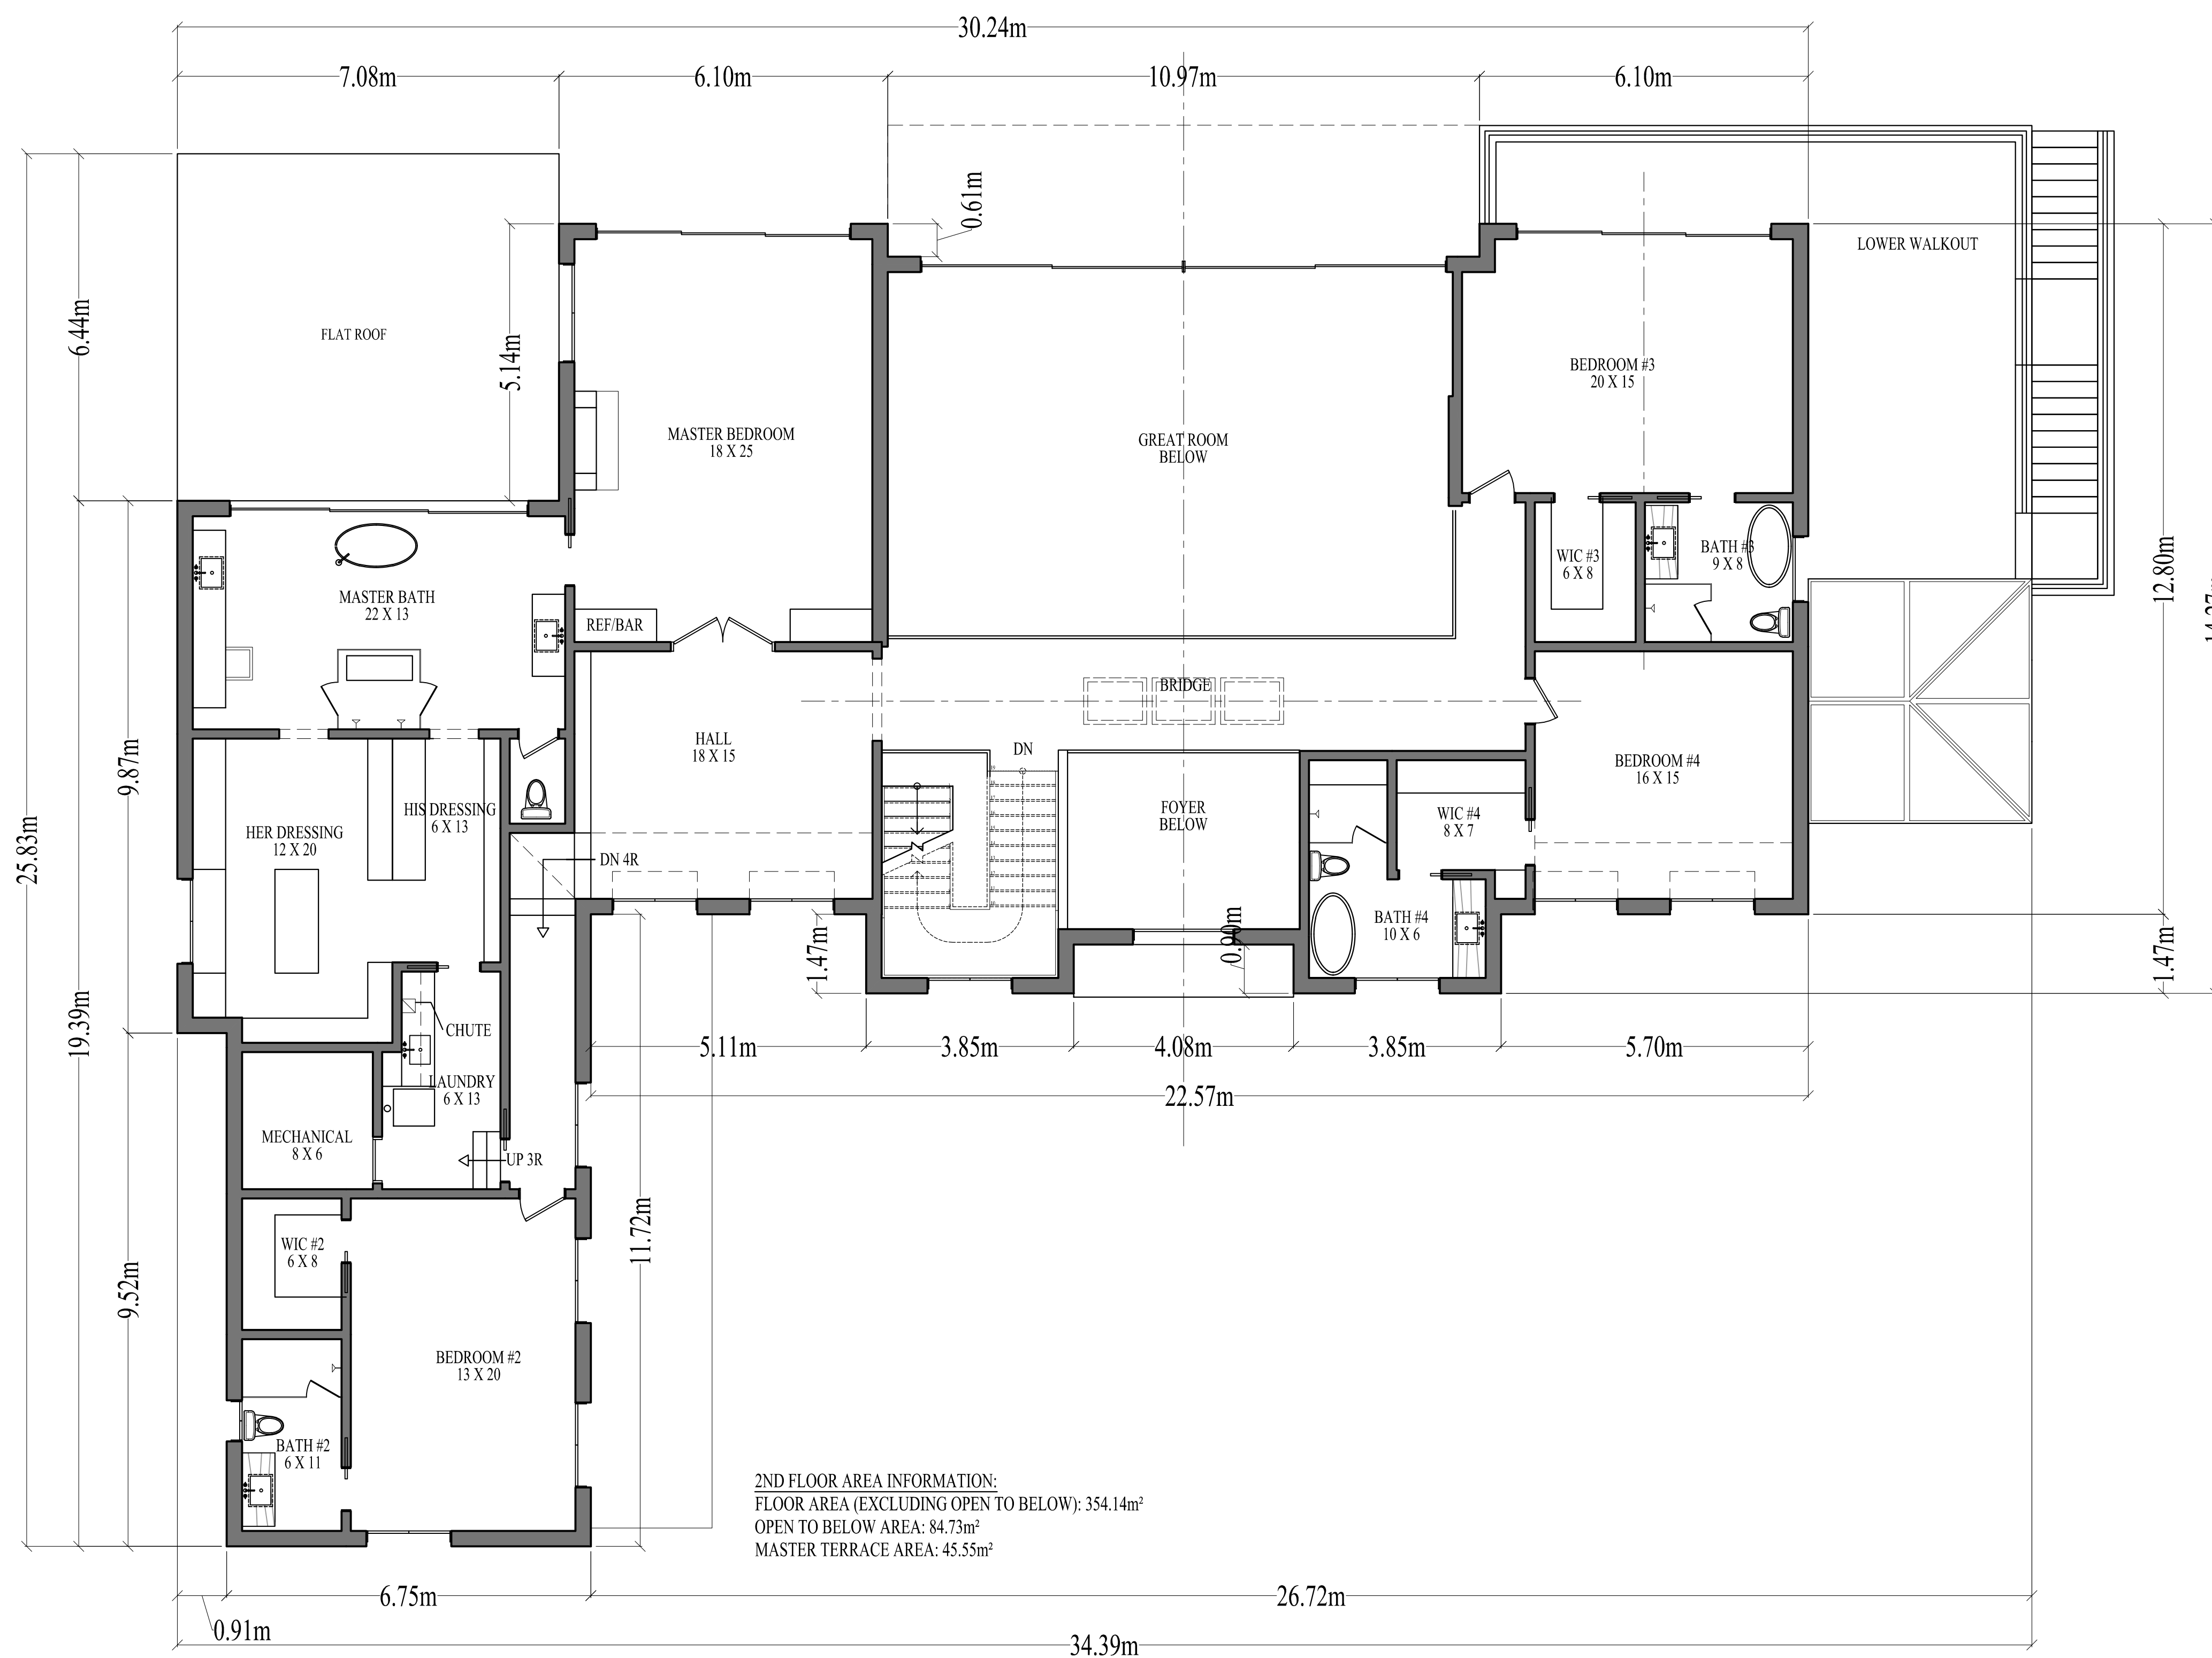 30.24m
7.08m
6.10m
10.97m
6.10m
0.61m
LOWER WALKOUT
6.44m
FLAT ROOF
5.14m
BEDROOM #3
20 X 15
MASTER BEDROOM
18 X 25
GREAT ROOM
BELOW
WIC #3
6 X 8
BATH #3
9 X 8
12.80m
MASTER BATH
22 X 13
REF/BAR
BRIDGE
HALL
18 X 15
DN
BEDROOM #4
16 X 15
9.87m
HIS DRESSING
6 X 13
HER DRESSING
12 X 20
FOYER
BELOW
WIC #4
8 X 7
25.83m
DN 4R
BATH #4
10 X 6
1.47m
0.90m
1.47m
19.39m
CHUTE
5.11m
3.85m
4.08m
3.85m
5.70m
LAUNDRY
6 X 13
22.57m
MECHANICAL
8 X 6
UP 3R
11.72m
WIC #2
6 X 8
9.52m
BEDROOM #2
13 X 20
BATH #2
6 X 11
2ND FLOOR AREA INFORMATION:
FLOOR AREA (EXCLUDING OPEN TO BELOW): 354.14m²
OPEN TO BELOW AREA: 84.73m²
MASTER TERRACE AREA: 45.55m²
6.75m
26.72m
0.91m
34.39m